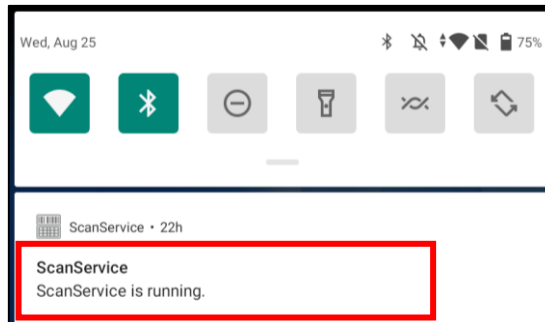 Wed, Aug 25
75%
ScanService • 22h
ScanService
ScanService is running.